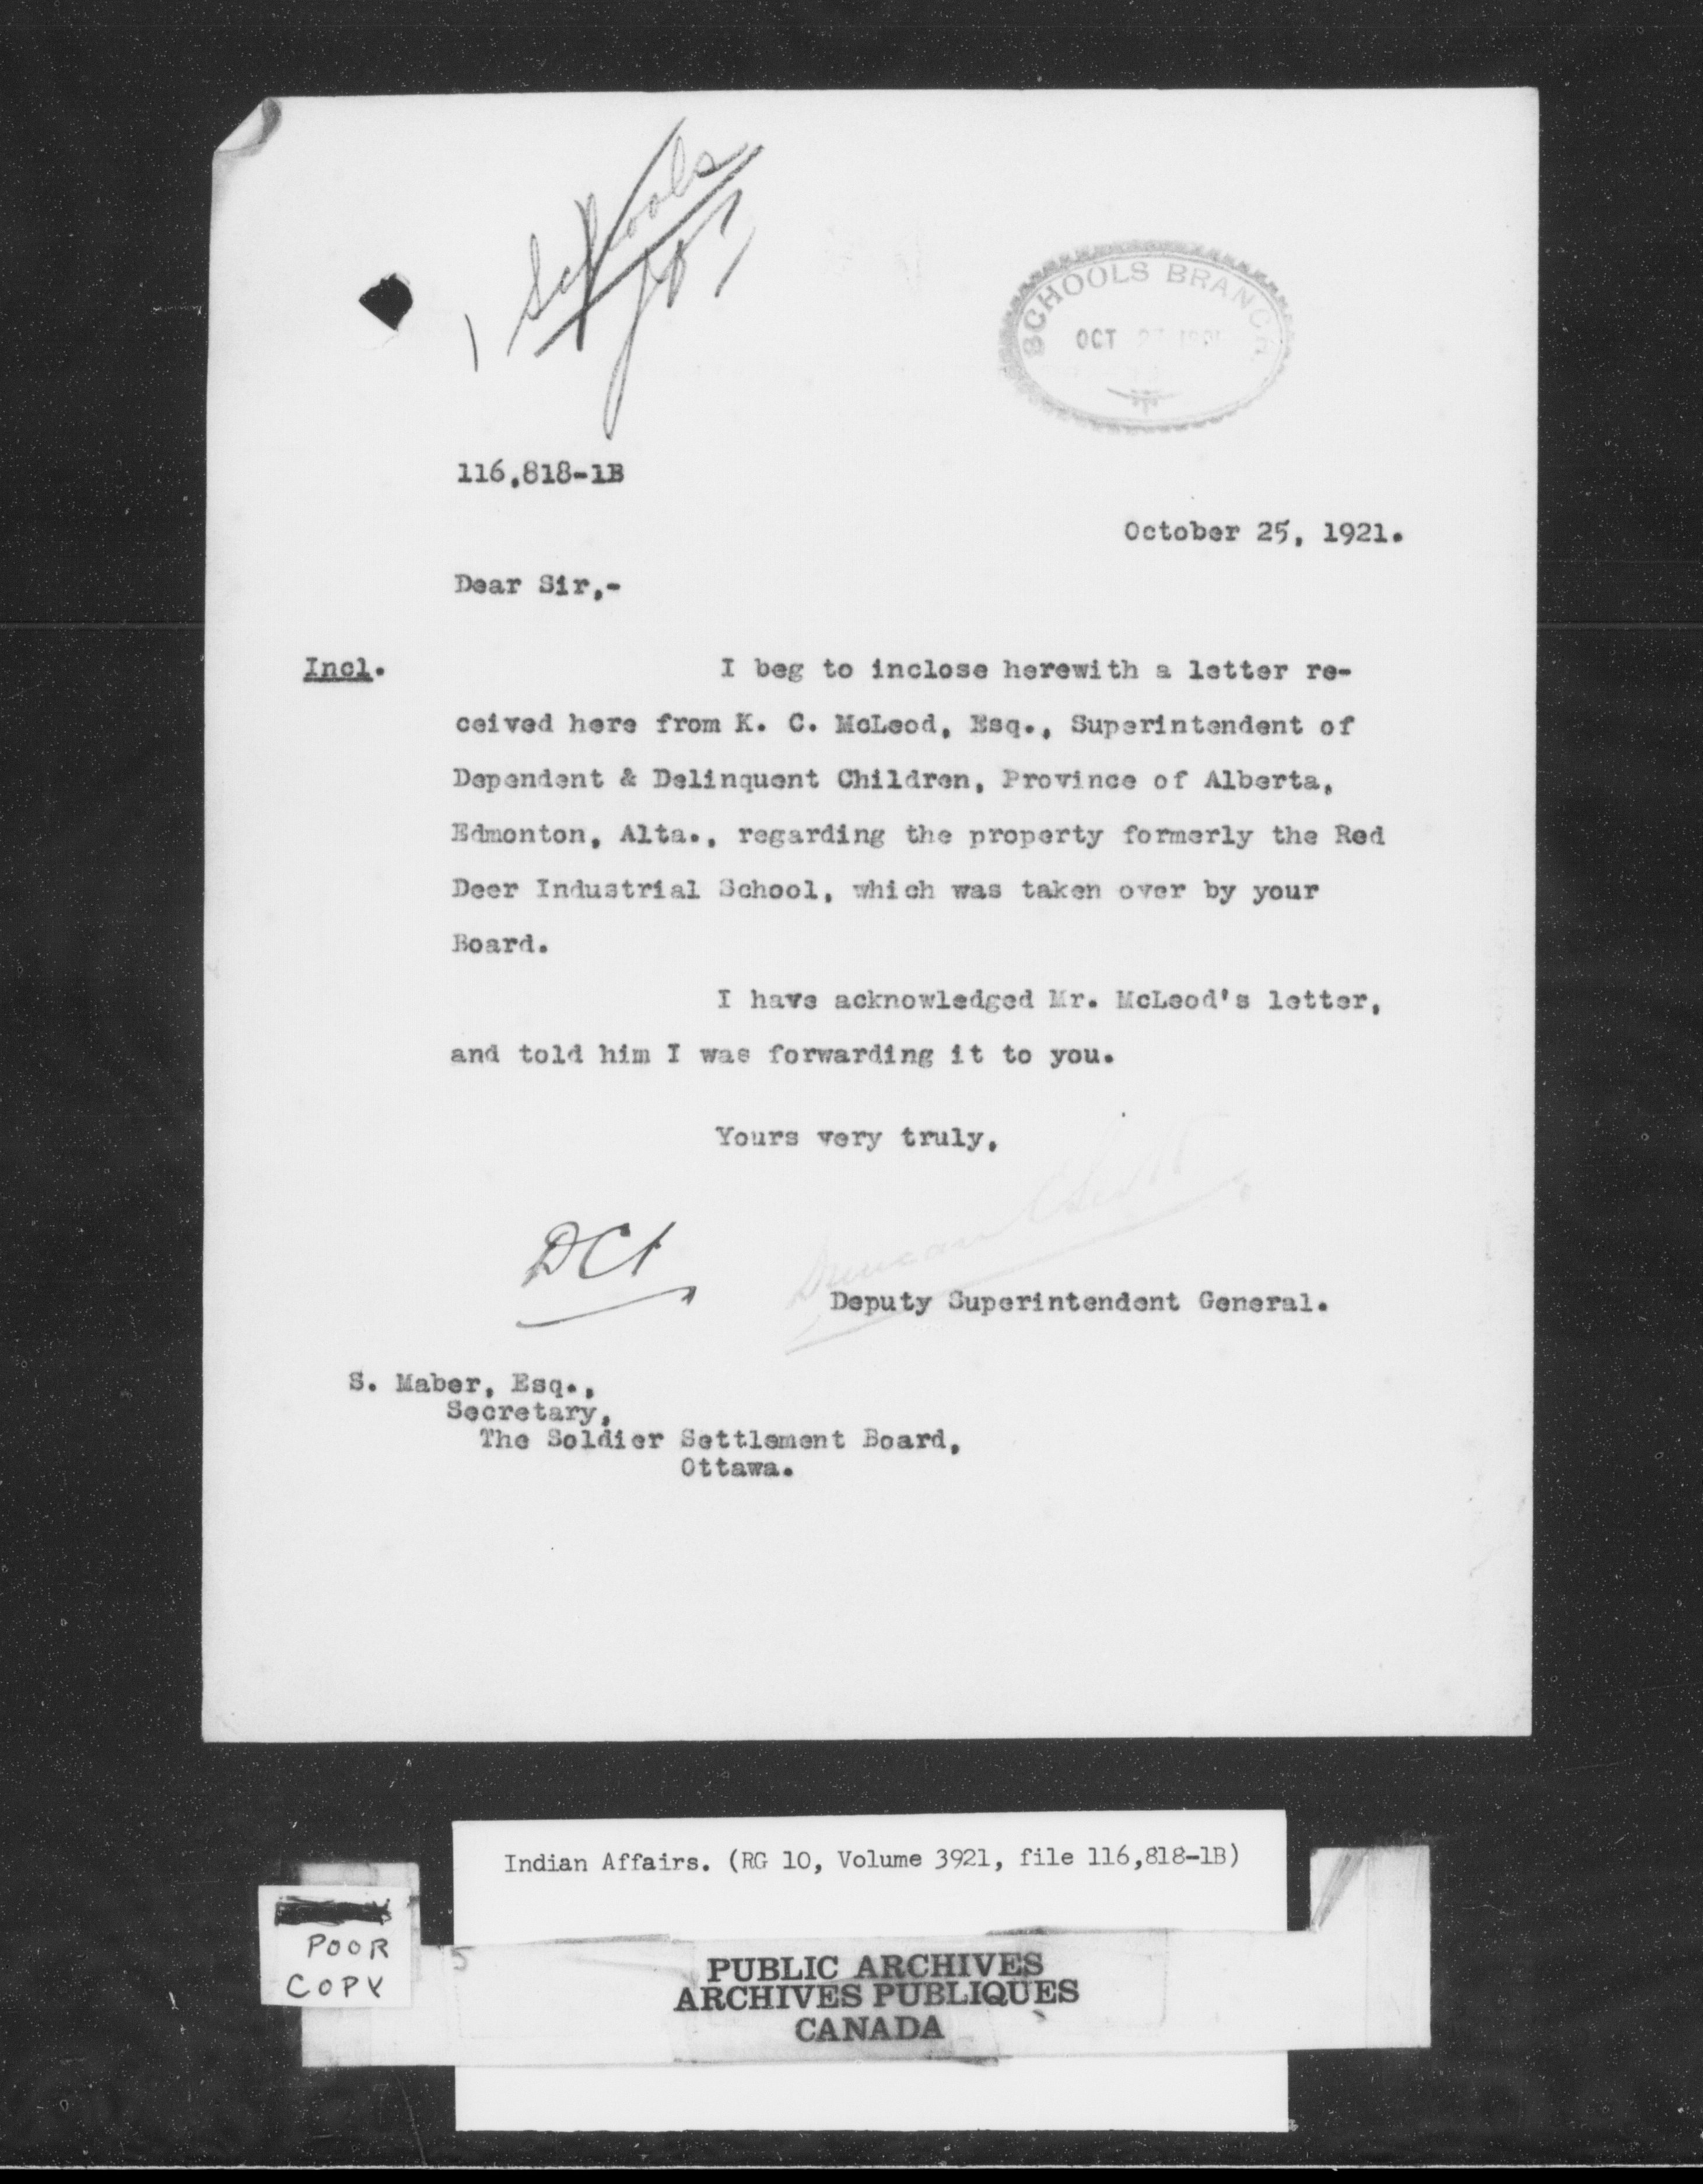 Schools
SCHOOLS BRANCH
OCT
116,818-1B
October 25, 1921.
Dear Sir,-
Incl. I beg to inclose herewith a letter re-
ceived here from K. C. McLeod, Esq., Superintendent of
Dependent & Delinquent Children, Province of Alberta,
Edmonton, Alta., regarding the property formerly the Red
Deer Industrial School, which was taken over by your
Board.
I have acknowledged Mr. McLeod's letter,
and told him I was forwarding it to you.
Yours very truly,
Duncan C Scott
Deputy Superintendent General.
S. Maber, Esq.,
Secretary,
The Soldier Settlement Board,
Ottawa.
Indian Affairs. (RG 10, Volume 3921, file 116,818-1B)
POOR
COPY
5
PUBLIC ARCHIVES
ARCHIVES PUBLIQUES
CANADA